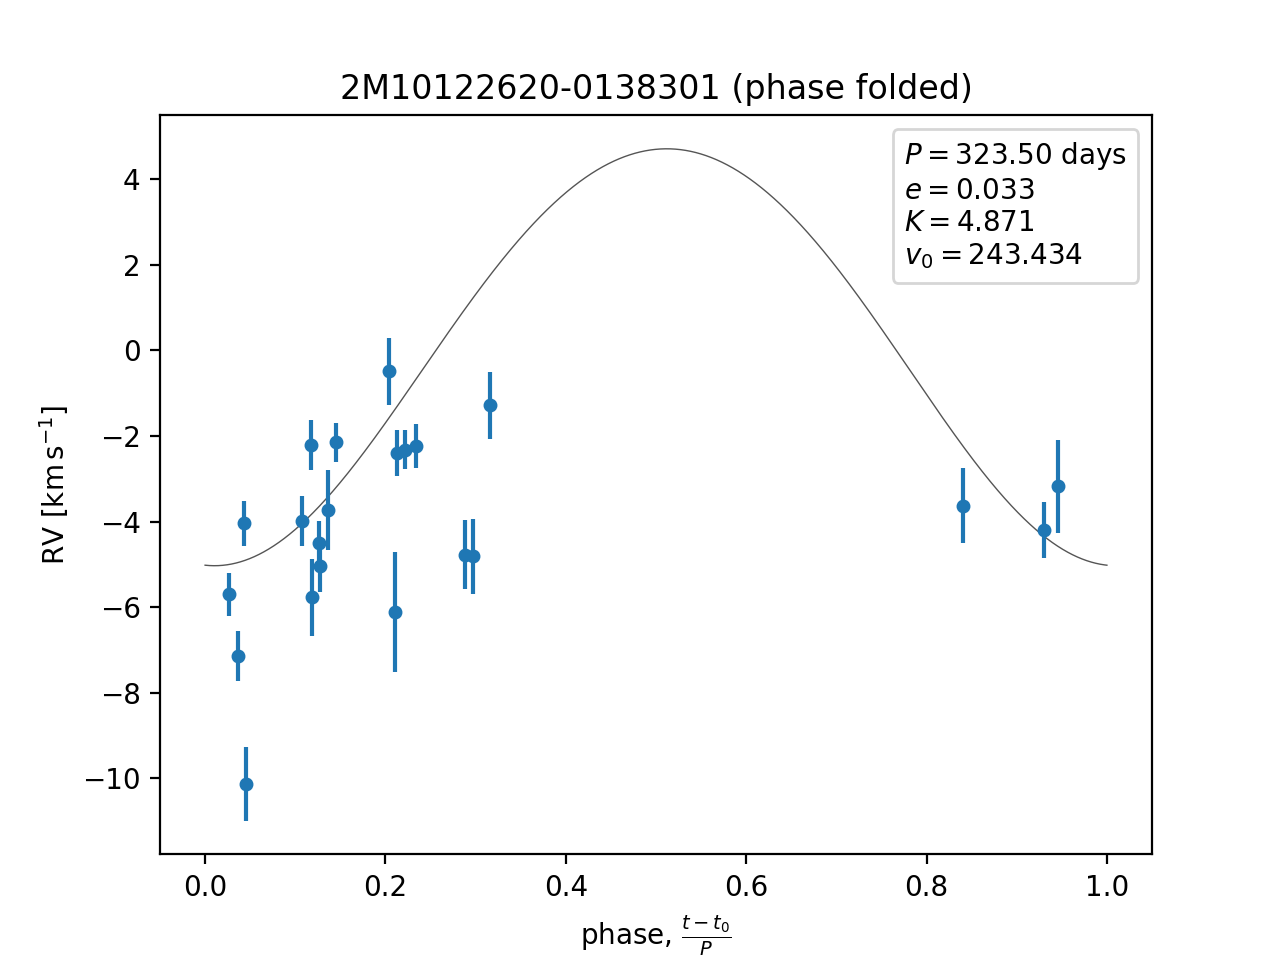 2M10122620-0138301 (phase folded)
P = 323.50 days
e = 0.033
K = 4.871
v₀ = 243.434
4
2
0
−2
−4
−6
−8
−10
RV [km s⁻¹]
0.0 0.2 0.4 0.6 0.8 1.0
phase, (t − t₀)/P